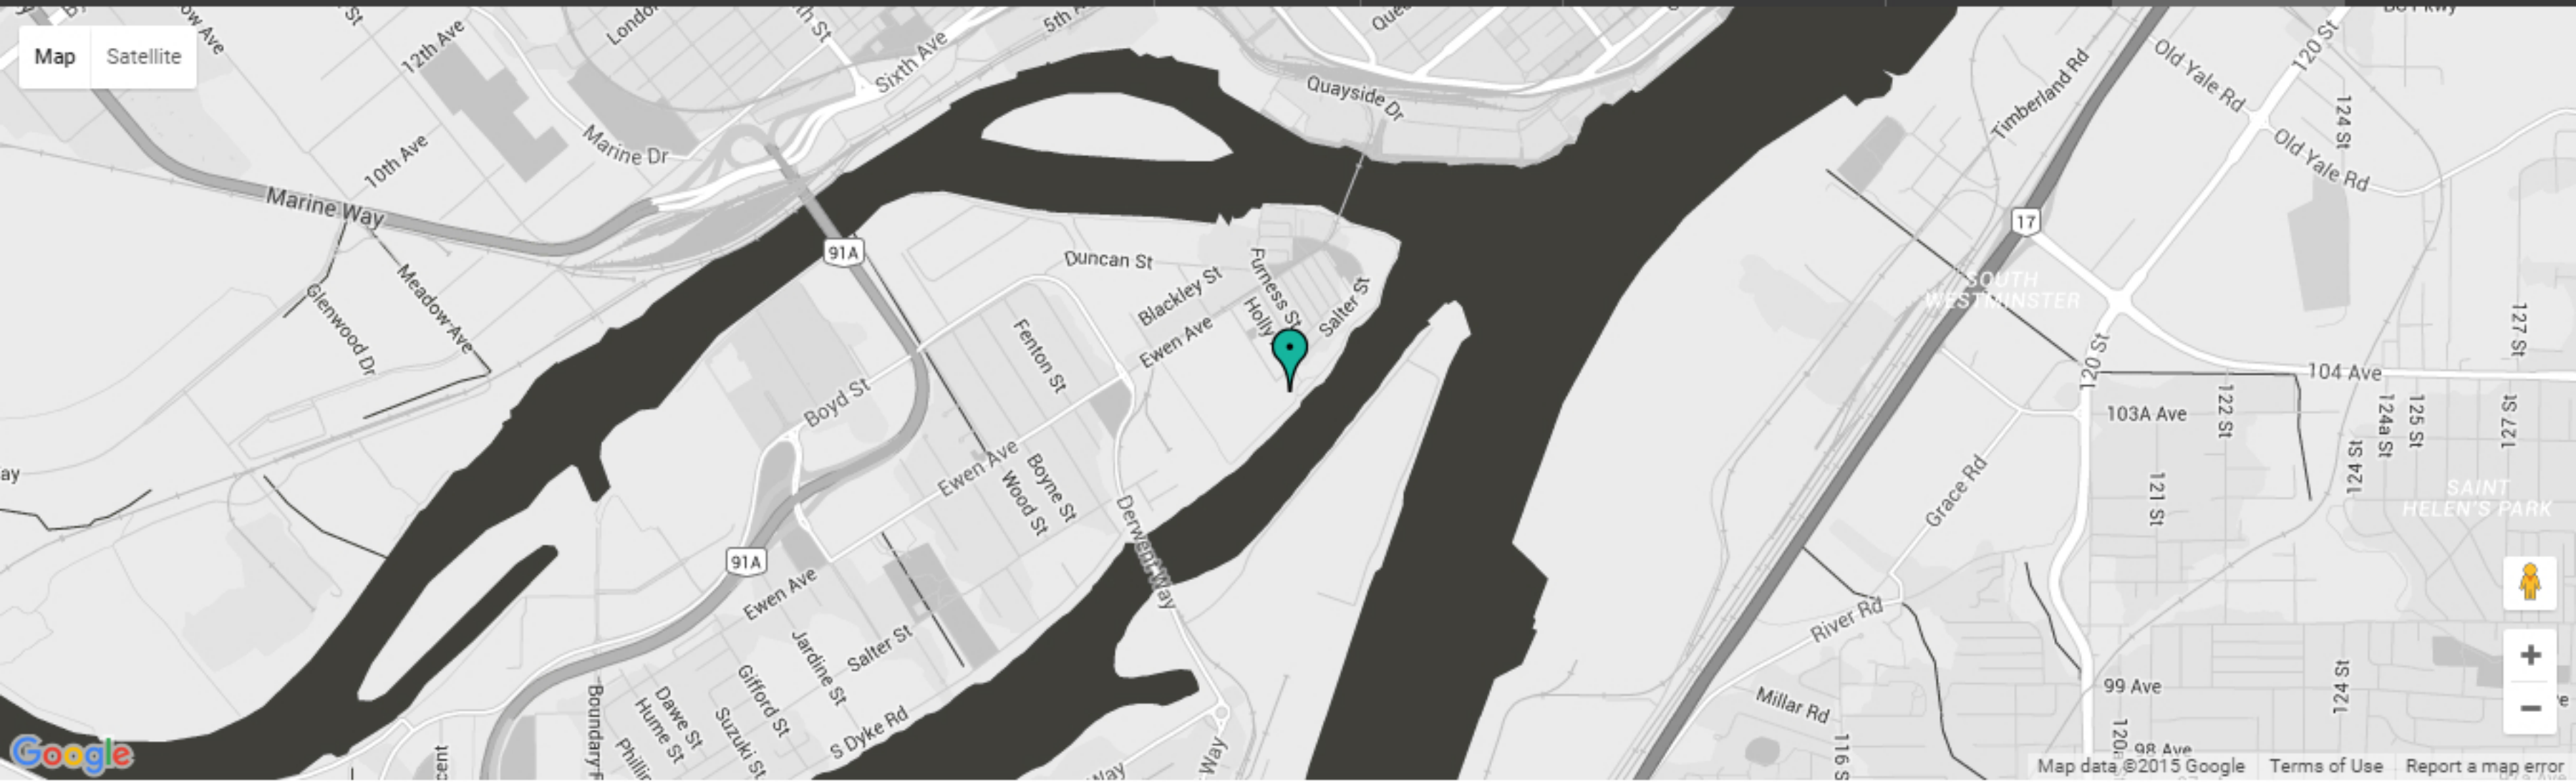 Map
Satellite
12th Ave
London
5th
Sixth Ave
Quayside Dr
Timberland Rd
Old Yale Rd
120 St
124 St
Old Yale Rd
Marine Dr
10th Ave
Marine Way
91A
17
Duncan St
Blackley St
Furness St
Holly
Salter St
SOUTH
WESTMINSTER
Glenwood Dr
Meadow Ave
Fenton St
Ewen Ave
127 St
120 St
104 Ave
Boyd St
103A Ave
122 St
124a St
125 St
127 St
Ewen Ave
Wood St
Boyne St
Grace Rd
121 St
124 St
SAINT
HELEN'S PARK
Derwent Way
91A
Ewen Ave
Jardine St
Salter St
River Rd
Gifford St
Dawe St
Hume St
Suzuki St
S Dyke Rd
Millar Rd
99 Ave
124 St
Boundary
Way
Way
116 S
98 Ave
Google
Map data ©2015 Google
Terms of Use
Report a map error